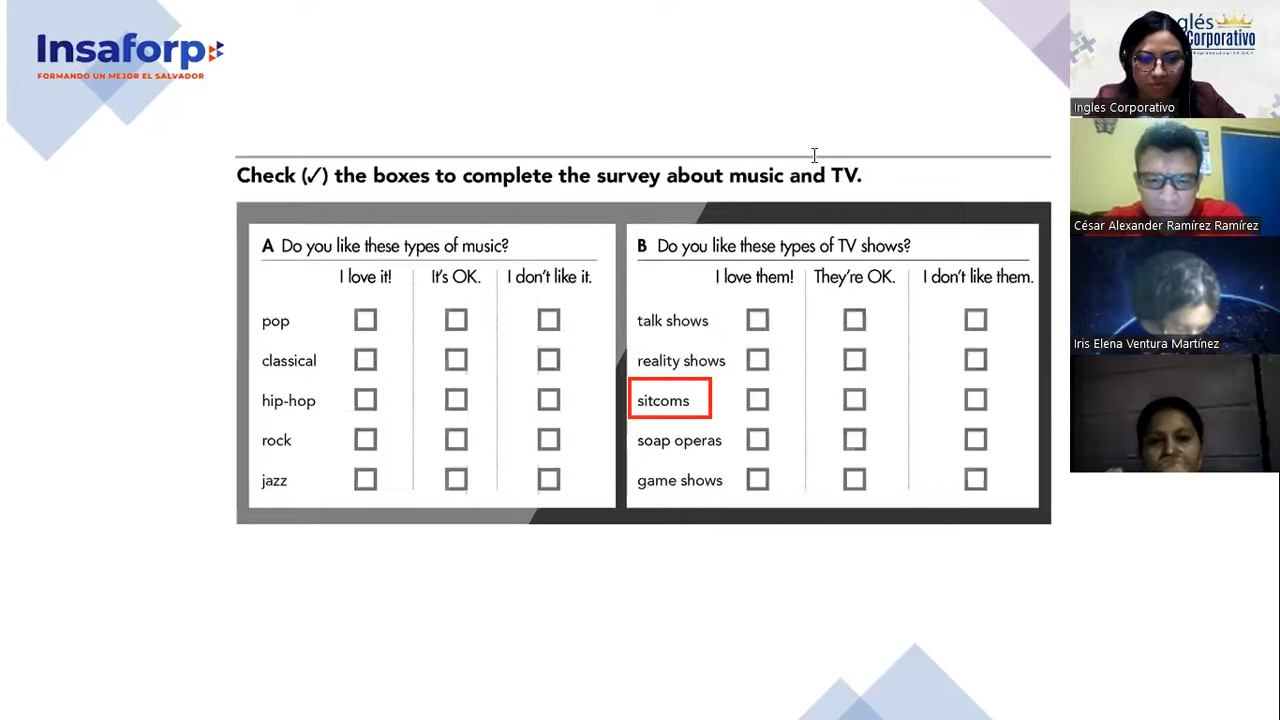 Insaforp
FORMANDO UN MEJOR EL SALVADOR
Check (✓) the boxes to complete the survey about music and TV.
A Do you like these types of music?
I love it! It's OK. I don't like it.
pop
classical
hip-hop
rock
jazz
B Do you like these types of TV shows?
I love them! They're OK. I don't like them.
talk shows
reality shows
sitcoms
soap operas
game shows
glés
Corporativo
Ingles Corporativo
César Alexander Ramírez Ramírez
Iris Elena Ventura Martínez